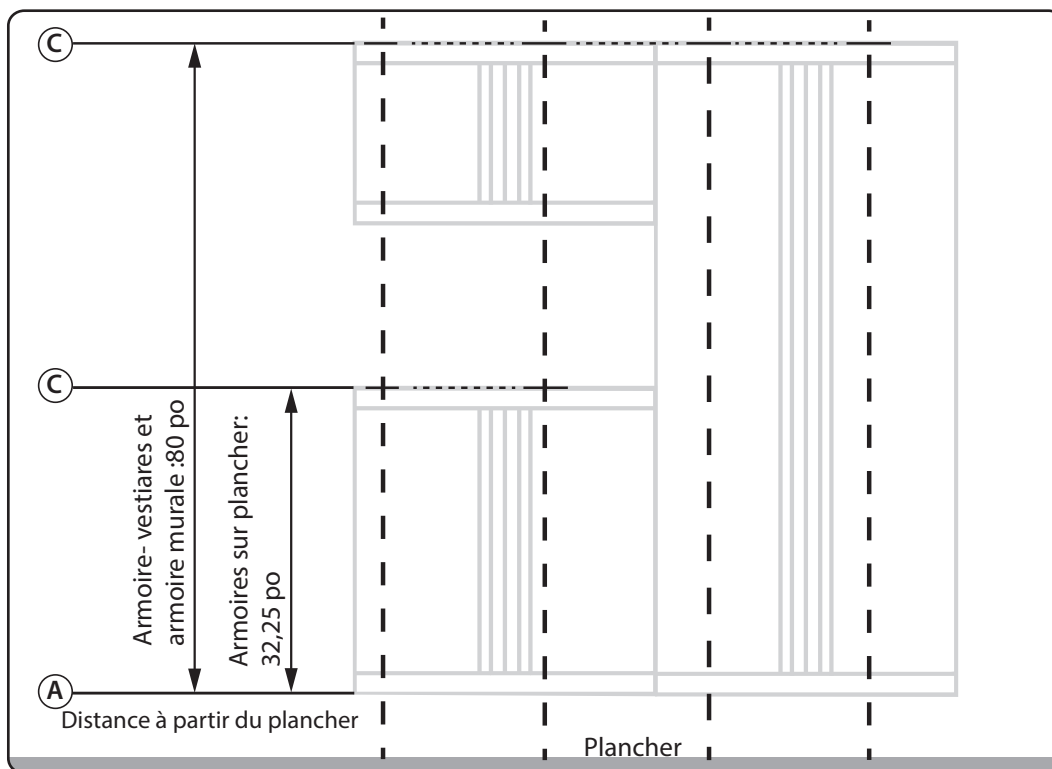 C
C
Armoire- vestiares et
armoire murale :80 po
Armoires sur plancher:
32,25 po
A
Distance à partir du plancher
Plancher